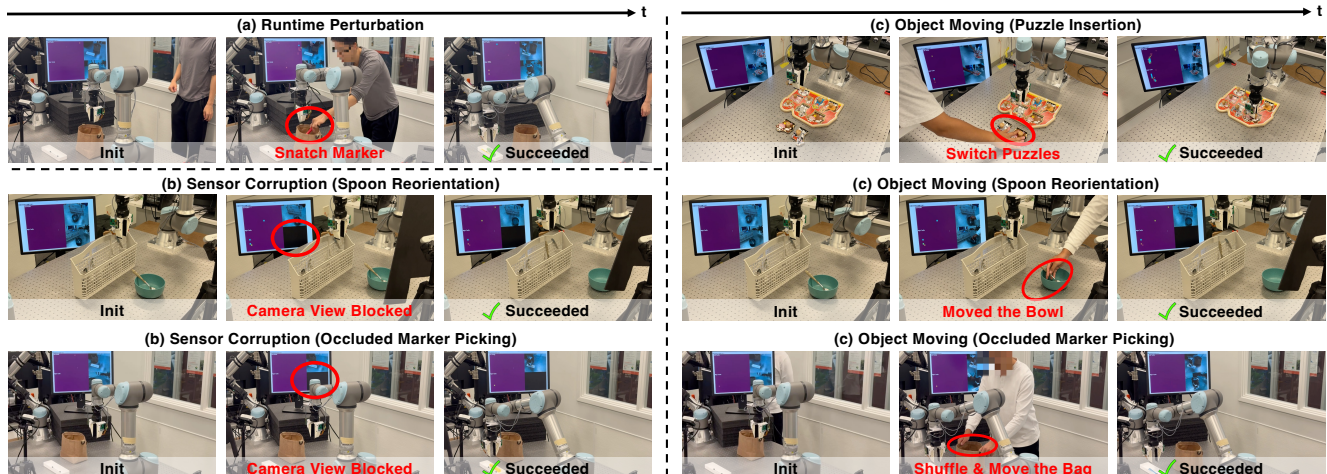 t
(a) Runtime Perturbation
Init
Snatch Marker
Succeeded
(b) Sensor Corruption (Spoon Reorientation)
Init
Camera View Blocked
Succeeded
(b) Sensor Corruption (Occluded Marker Picking)
Init
Camera View Blocked
Succeeded
t
(c) Object Moving (Puzzle Insertion)
Init
Switch Puzzles
Succeeded
(c) Object Moving (Spoon Reorientation)
Init
Moved the Bowl
Succeeded
(c) Object Moving (Occluded Marker Picking)
Init
Shuffle & Move the Bag
Succeeded